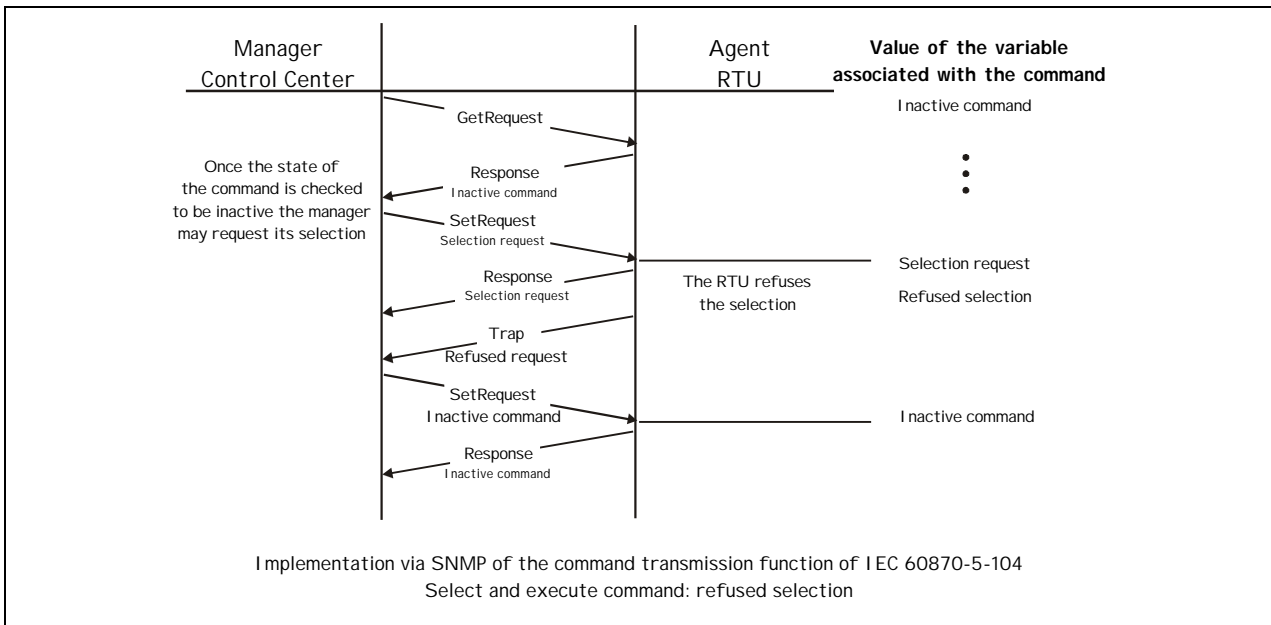 Manager
Control Center
Agent
RTU
Value of the variable
associated with the command
Inactive command
GetRequest
Once the state of
the command is checked
to be inactive the manager
may request its selection
Response
Inactive command
SetRequest
Selection request
Selection request
Response
Selection request
The RTU refuses
the selection
Refused selection
Trap
Refused request
SetRequest
Inactive command
Inactive command
Response
Inactive command
Implementation via SNMP of the command transmission function of IEC 60870-5-104
Select and execute command: refused selection